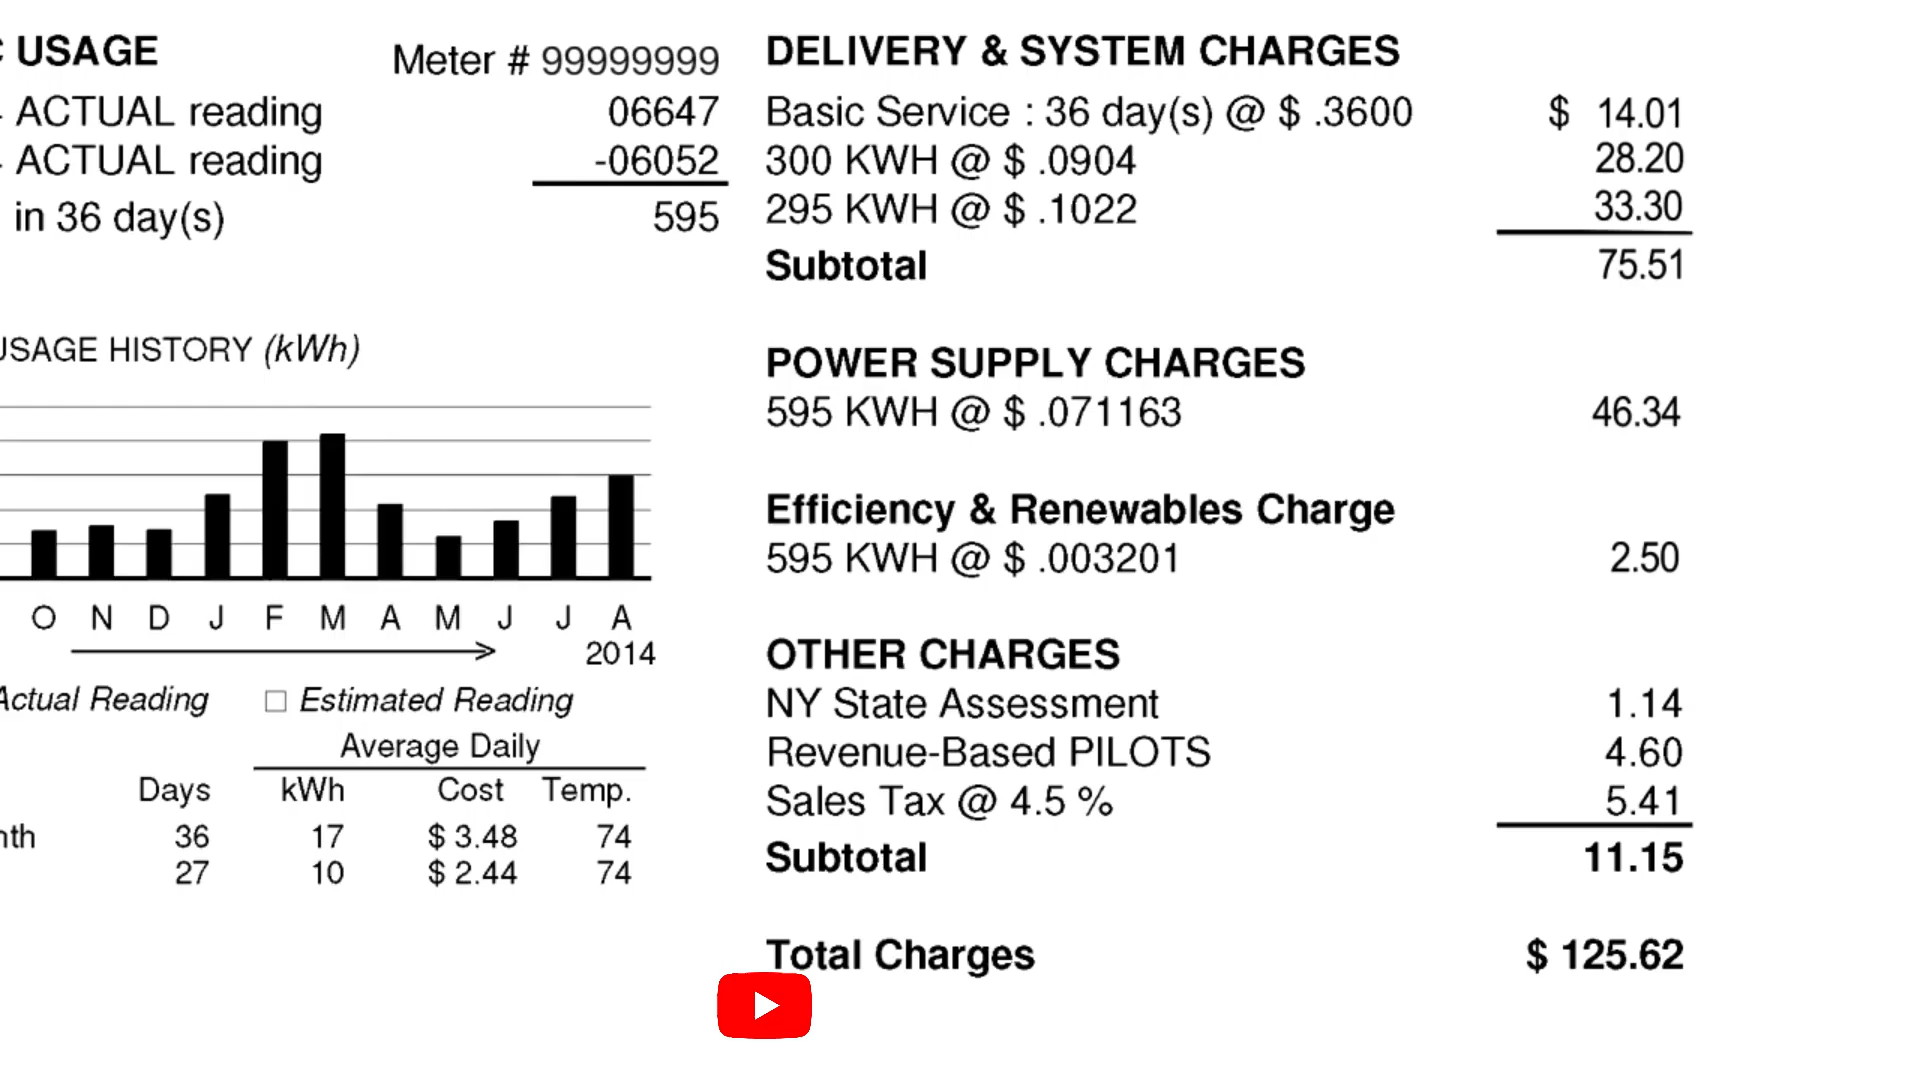 USAGE
Meter # 99999999
ACTUAL reading 06647
ACTUAL reading -06052
in 36 day(s) 595
USAGE HISTORY (kWh)
O N D J F M A M J J A
2014
Actual Reading □ Estimated Reading
Average Daily
Days kWh Cost Temp.
36 17 $ 3.48 74
27 10 $ 2.44 74
DELIVERY & SYSTEM CHARGES
Basic Service : 36 day(s) @ $ .3600 $ 14.01
300 KWH @ $ .0904 28.20
295 KWH @ $ .1022 33.30
Subtotal 75.51
POWER SUPPLY CHARGES
595 KWH @ $ .071163 46.34
Efficiency & Renewables Charge
595 KWH @ $ .003201 2.50
OTHER CHARGES
NY State Assessment 1.14
Revenue-Based PILOTS 4.60
Sales Tax @ 4.5 % 5.41
Subtotal 11.15
Total Charges $ 125.62